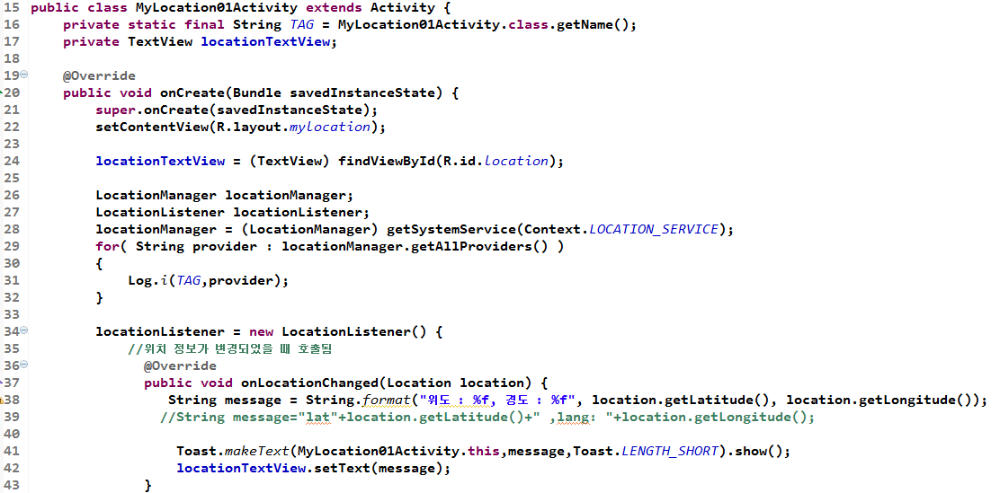 15 public class MyLocation01Activity extends Activity {
16     private static final String TAG = MyLocation01Activity.class.getName();
17     private TextView locationTextView;
18
19     @Override
20     public void onCreate(Bundle savedInstanceState) {
21         super.onCreate(savedInstanceState);
22         setContentView(R.layout.mylocation);
23
24         locationTextView = (TextView) findViewById(R.id.location);
25
26         LocationManager locationManager;
27         LocationListener locationListener;
28         locationManager = (LocationManager) getSystemService(Context.LOCATION_SERVICE);
29         for( String provider : locationManager.getAllProviders() )
30         {
31             Log.i(TAG,provider);
32         }
33
34         locationListener = new LocationListener() {
35             //위치 정보가 변경되었을 때 호출됨
36               @Override
37               public void onLocationChanged(Location location) {
38                  String message = String.format("위도 : %f, 경도 : %f", location.getLatitude(), location.getLongitude());
39                 //String message="lat"+location.getLatitude()+" ,lang: "+location.getLongitude();
40
41                   Toast.makeText(MyLocation01Activity.this,message,Toast.LENGTH_SHORT).show();
42                   locationTextView.setText(message);
43               }